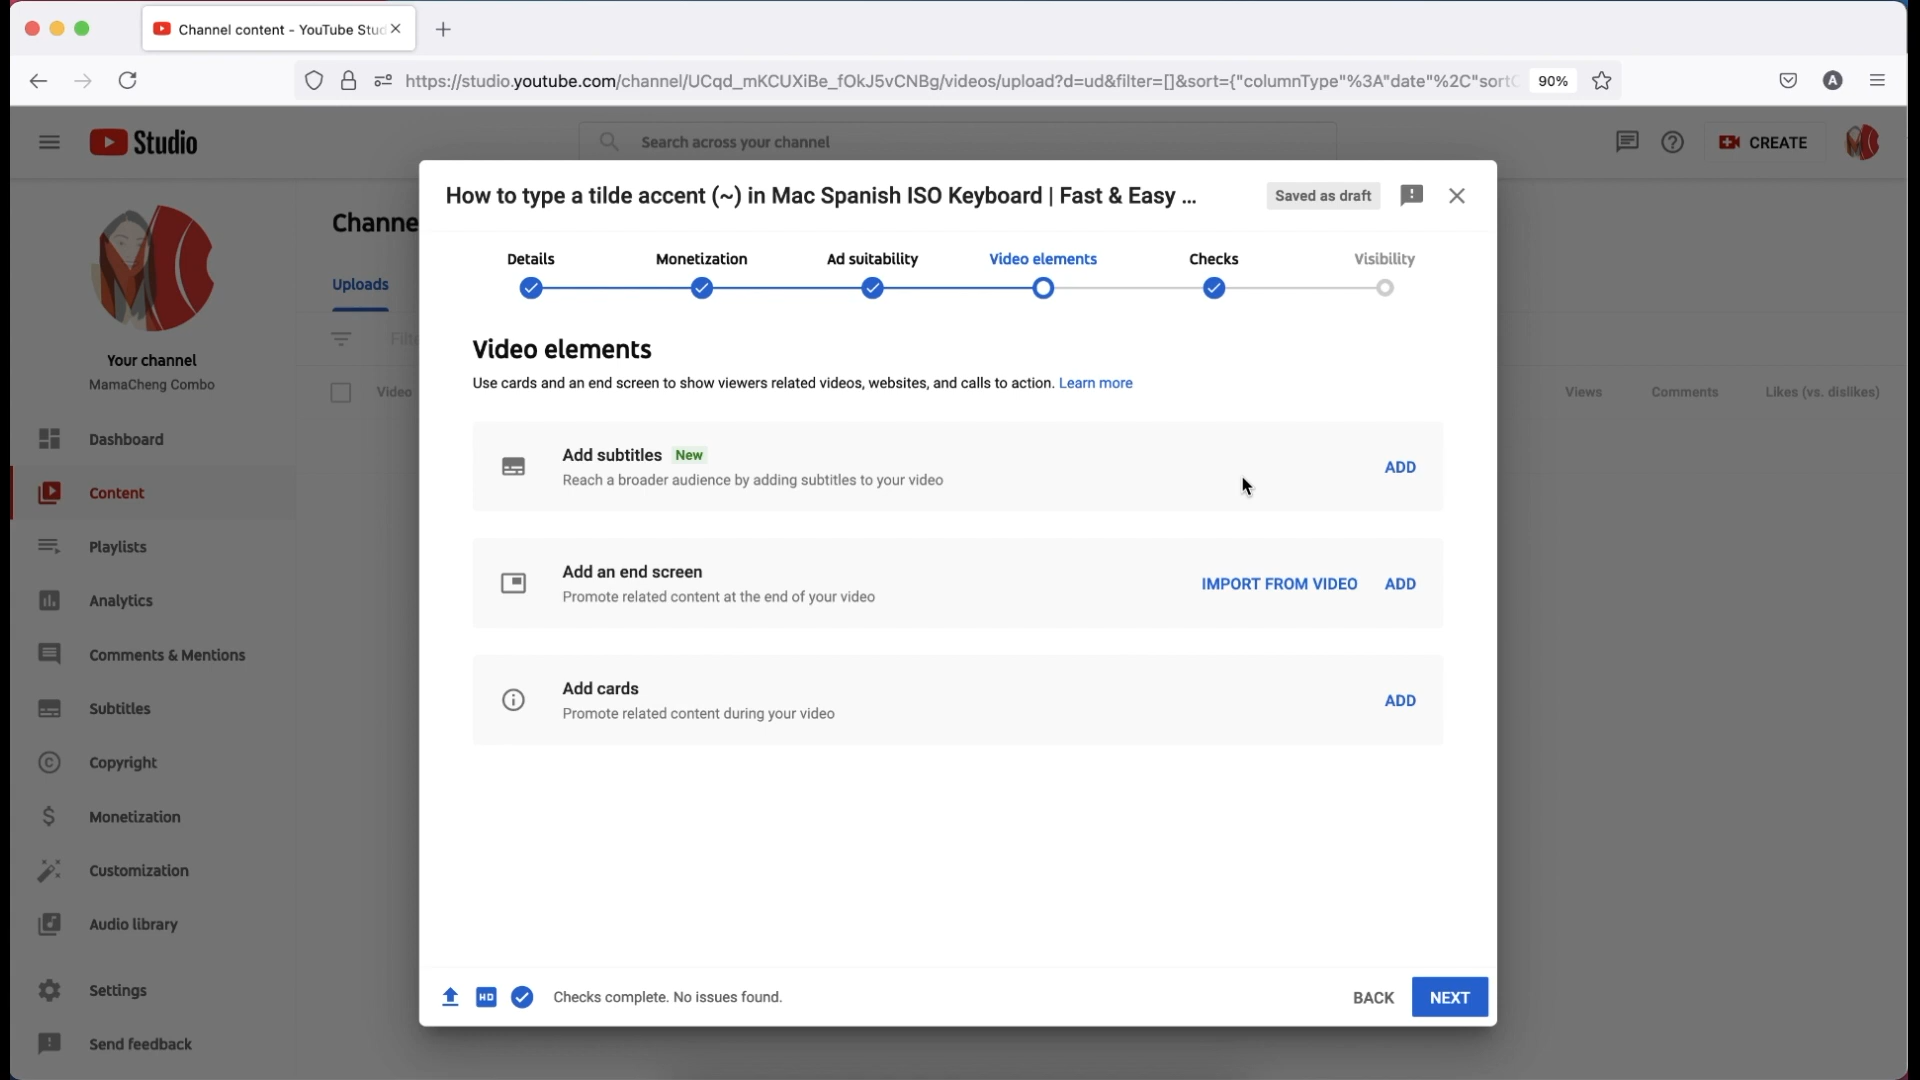 Channel content - YouTube Stud
https://studio.youtube.com/channel/UCqd_mKCUXiBe_fOkJ5vCNBg/videos/upload?d=ud&filter=[]&sort={"columnType"%3A"date"%2C"sortO
90%
A
Studio
Search across your channel
CREATE
How to type a tilde accent (~) in Mac Spanish ISO Keyboard | Fast & Easy ...
Saved as draft
Details
Monetization
Ad suitability
Video elements
Checks
Visibility
Channe
Uploads
Filt
Video
Views
Comments
Likes (vs. dislikes)
Your channel
MamaCheng Combo
Dashboard
Content
Playlists
Analytics
Comments & Mentions
Subtitles
Copyright
Monetization
Customization
Audio library
Settings
Send feedback
Video elements
Use cards and an end screen to show viewers related videos, websites, and calls to action. Learn more
Add subtitles New
Reach a broader audience by adding subtitles to your video
ADD
Add an end screen
Promote related content at the end of your video
IMPORT FROM VIDEO
ADD
Add cards
Promote related content during your video
ADD
HD
Checks complete. No issues found.
BACK
NEXT